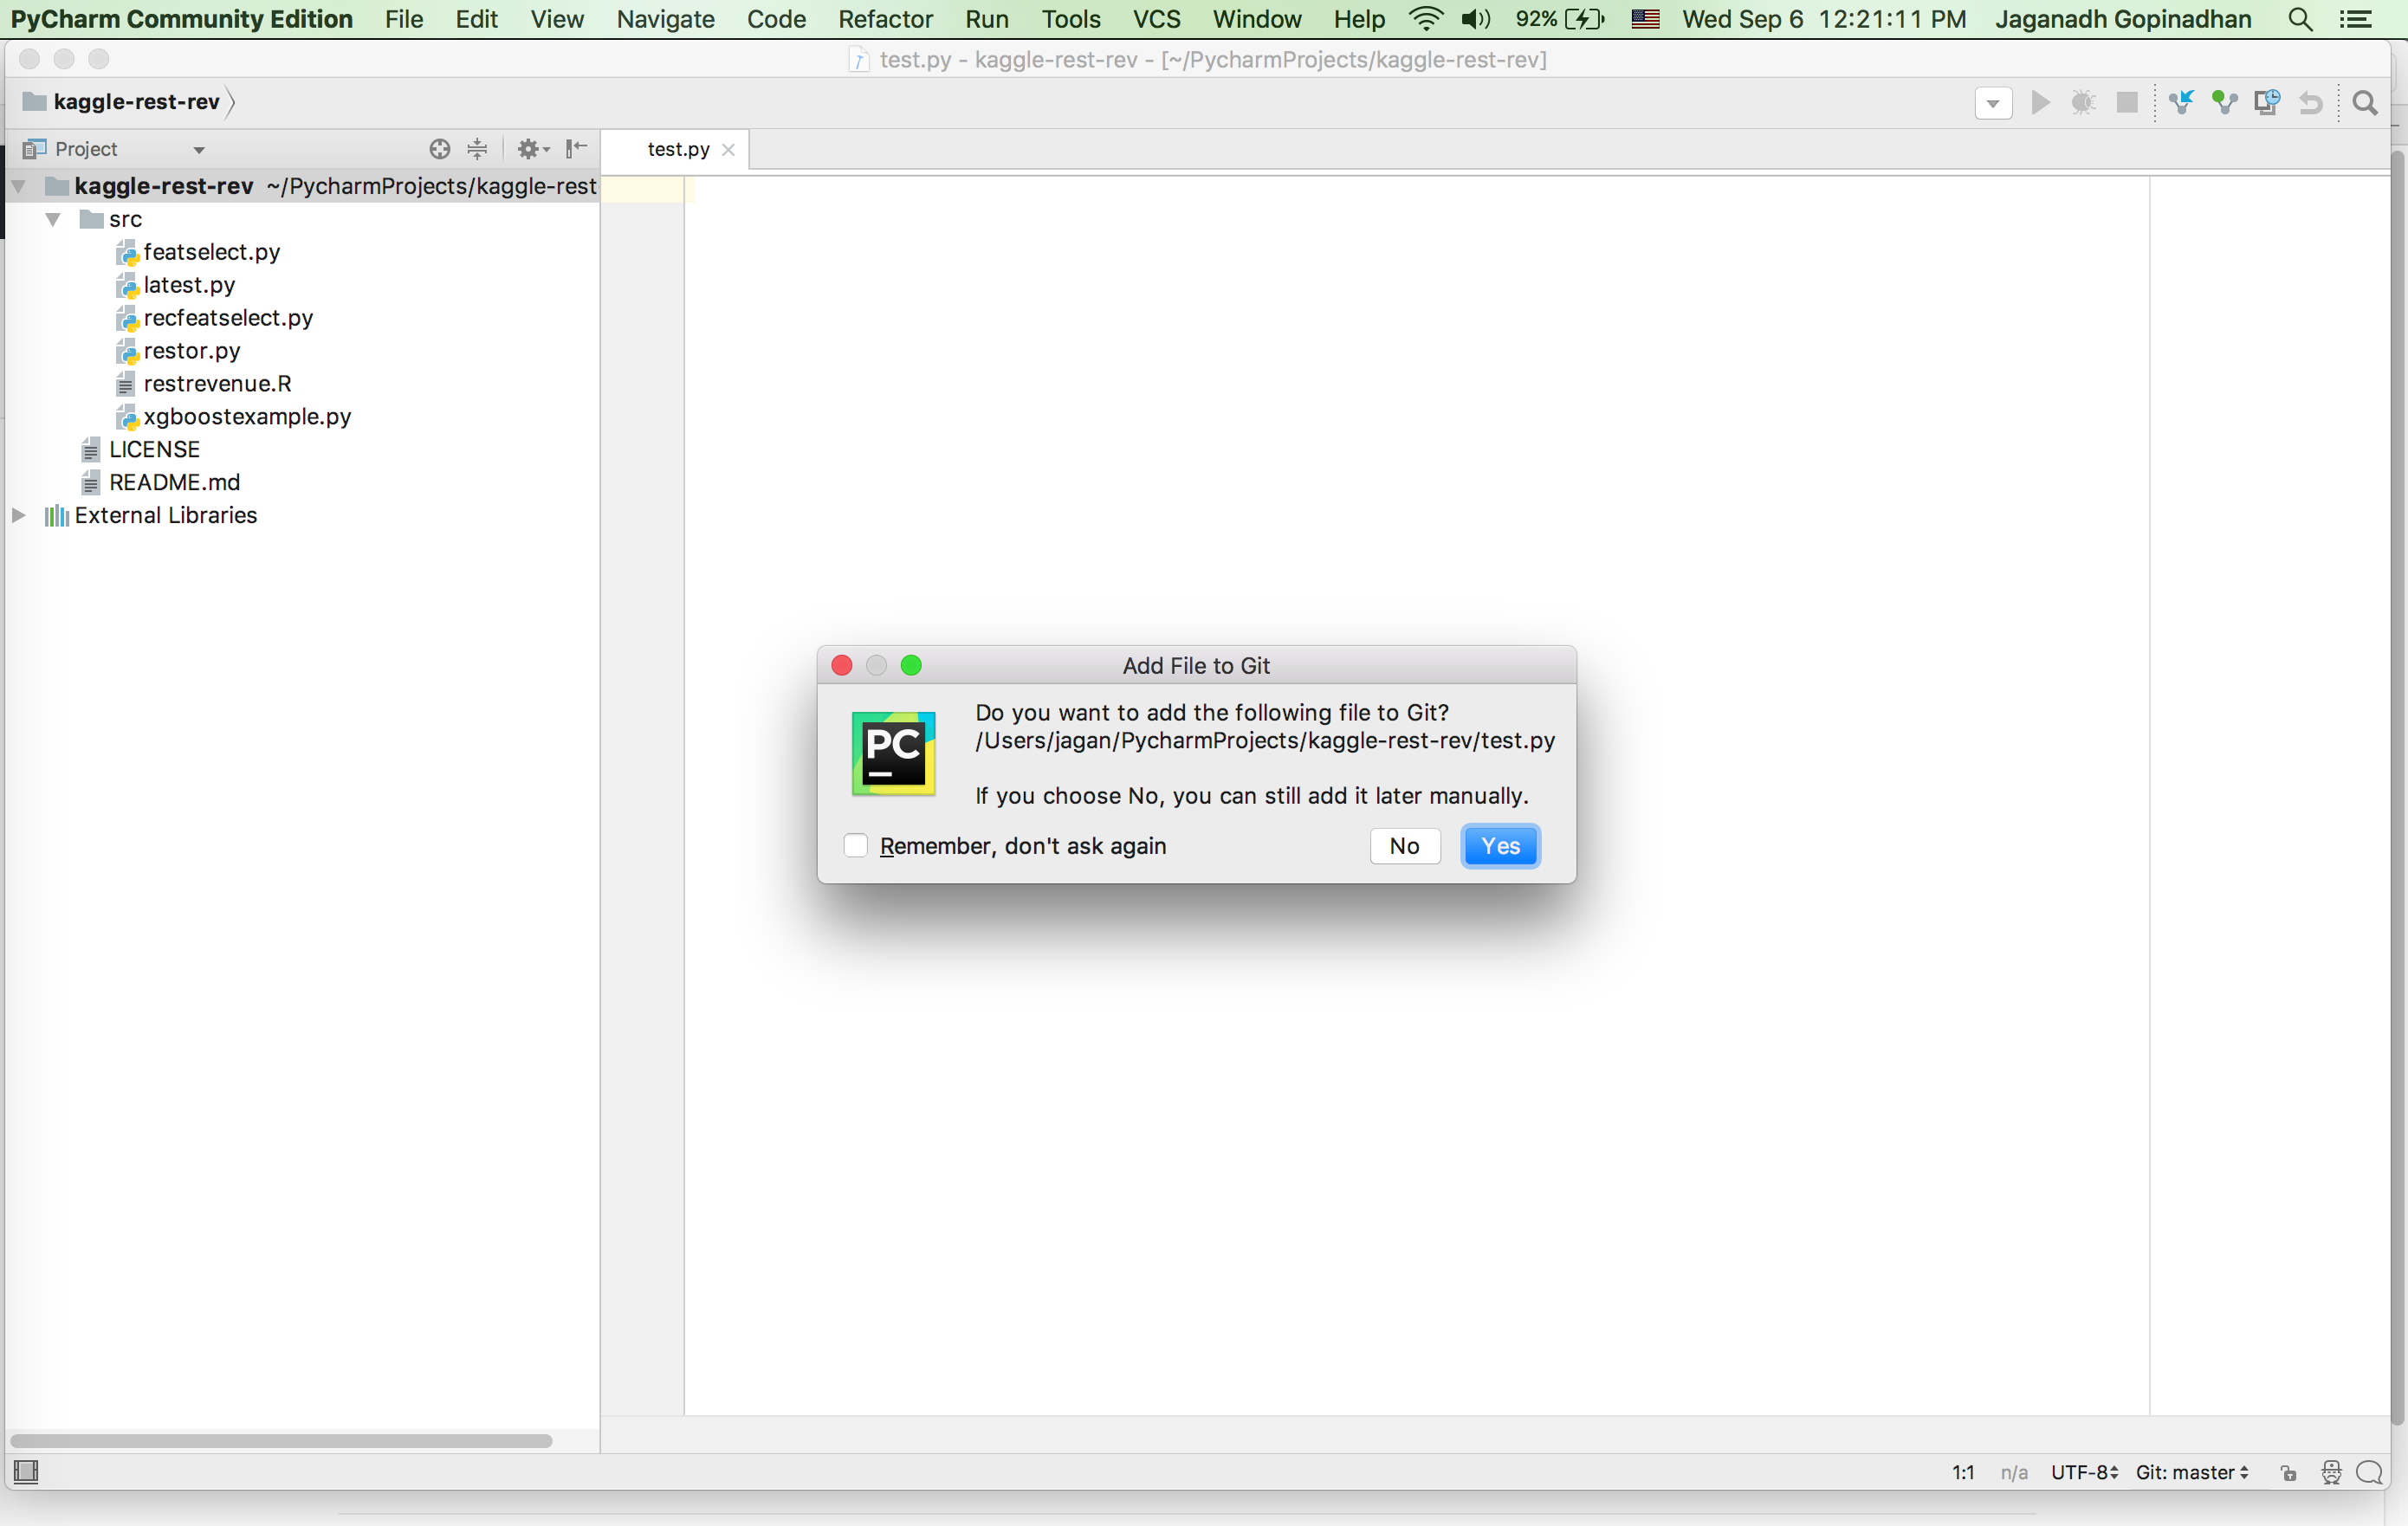 PyCharm Community Edition File Edit View Navigate Code Refactor Run Tools VCS Window Help 92% Wed Sep 6 12:21:11 PM Jaganadh Gopinadhan
test.py - kaggle-rest-rev - [~/PycharmProjects/kaggle-rest-rev]
kaggle-rest-rev
Project
test.py
kaggle-rest-rev ~/PycharmProjects/kaggle-rest
src
featselect.py
latest.py
recfeatselect.py
restor.py
restrevenue.R
xgboostexample.py
LICENSE
README.md
External Libraries
Add File to Git
PC
Do you want to add the following file to Git?
/Users/jagan/PycharmProjects/kaggle-rest-rev/test.py
If you choose No, you can still add it later manually.
Remember, don't ask again
No Yes
1:1 n/a UTF-8 Git: master